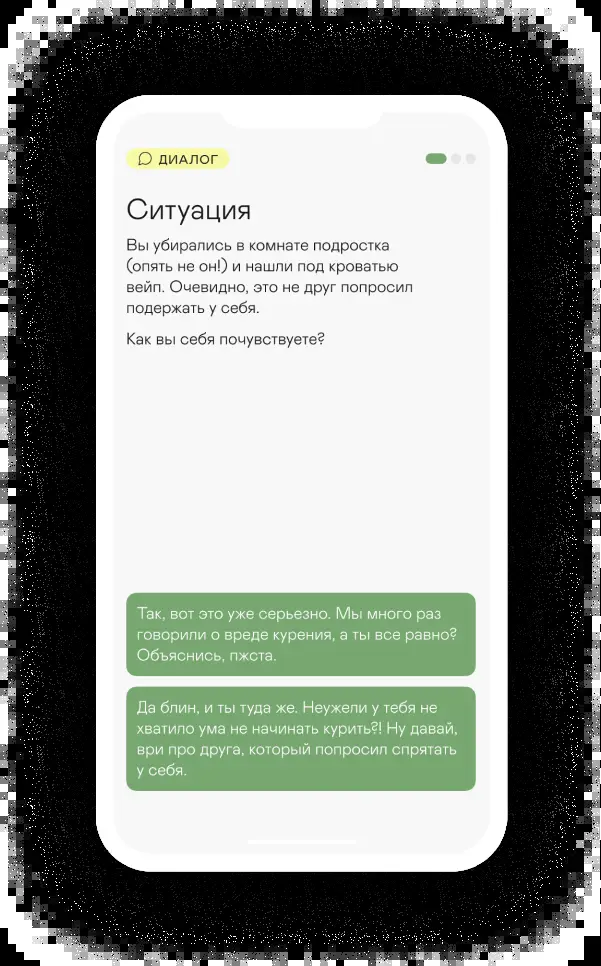 ДИАЛОГ
Ситуация
Вы убирались в комнате подростка
(опять не он!) и нашли под кроватью
вейп. Очевидно, это не друг попросил
подержать у себя.
Как вы себя почувствуете?
Так, вот это уже серьезно. Мы много раз
говорили о вреде курения, а ты все равно?
Объяснись, пжста.
Да блин, и ты туда же. Неужели у тебя не
хватило ума не начинать курить?! Ну давай,
ври про друга, который попросил спрятать
у себя.